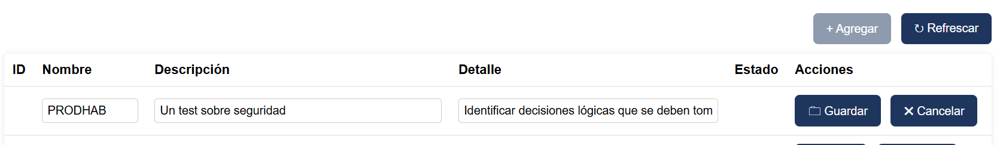 + Agregar ↻ Refrescar
ID Nombre Descripción Detalle Estado Acciones
PRODHAB Un test sobre seguridad Identificar decisiones lógicas que se deben tom Guardar Cancelar